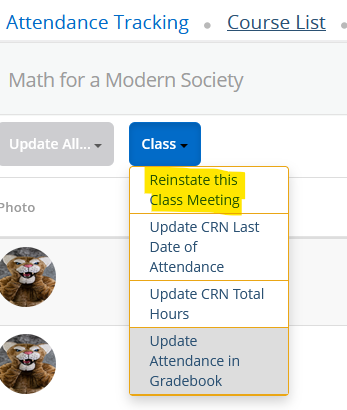 Attendance Tracking • Course List •
Math for a Modern Society
Update All... Class
Reinstate this
Class Meeting
Update CRN Last
Date of
Attendance
Photo
Update CRN Total
Hours
Update
Attendance in
Gradebook